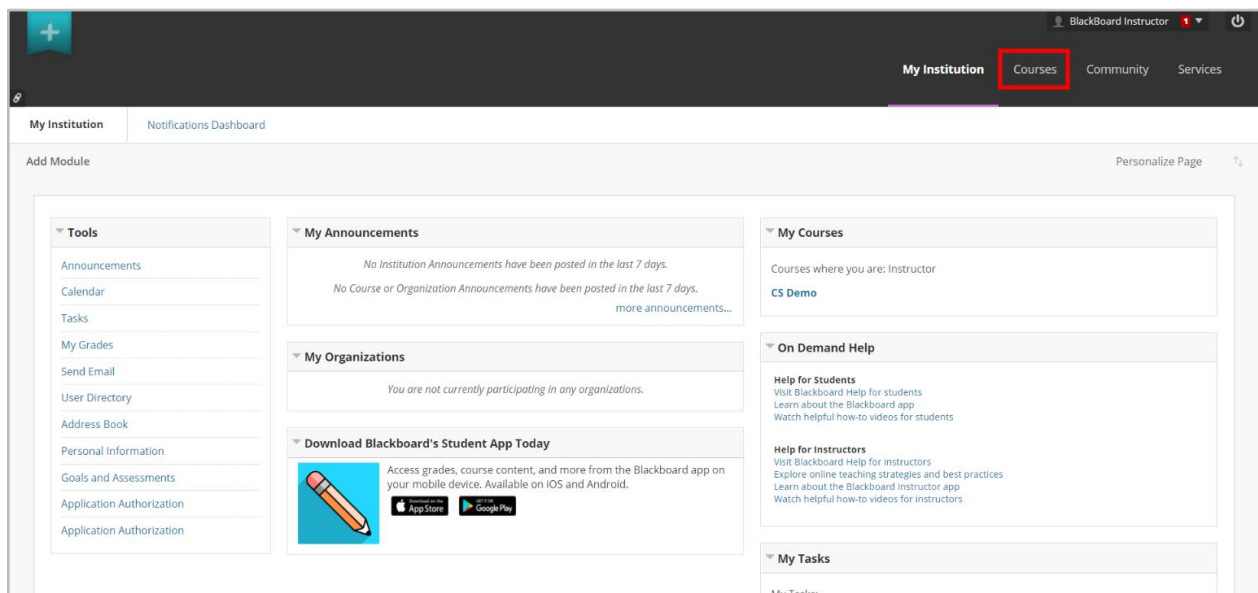 BlackBoard Instructor 1
My Institution Courses Community Services
My Institution Notifications Dashboard
Add Module Personalize Page
Tools
Announcements
Calendar
Tasks
My Grades
Send Email
User Directory
Address Book
Personal Information
Goals and Assessments
Application Authorization
Application Authorization
My Announcements
No Institution Announcements have been posted in the last 7 days.
No Course or Organization Announcements have been posted in the last 7 days.
more announcements...
My Organizations
You are not currently participating in any organizations.
Download Blackboard's Student App Today
Access grades, course content, and more from the Blackboard app on
your mobile device. Available on iOS and Android.
Download on the App Store GET IT ON Google Play
My Courses
Courses where you are: Instructor
CS Demo
On Demand Help
Help for Students
Visit Blackboard Help for students
Learn about the Blackboard app
Watch helpful how-to videos for students
Help for Instructors
Visit Blackboard Help for instructors
Explore online teaching strategies and best practices
Learn about the Blackboard Instructor app
Watch helpful how-to videos for instructors
My Tasks
My Tasks: